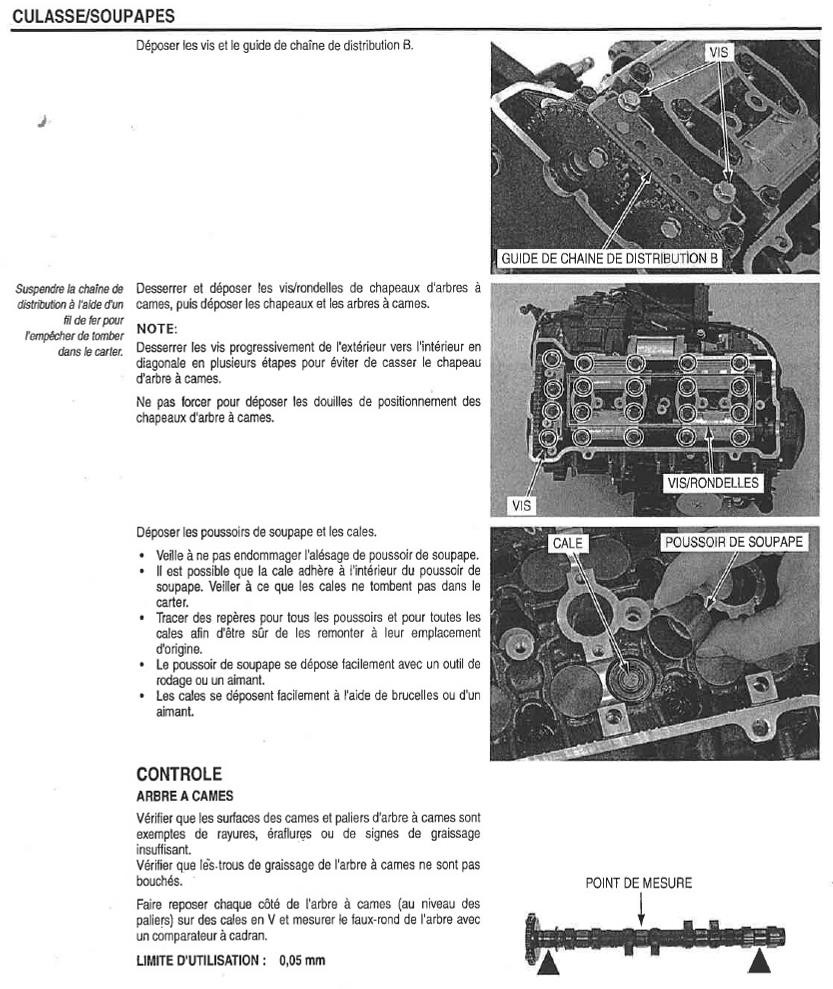 CULASSE/SOUPAPES
Déposer les vis et le guide de chaîne de distribution B.
VIS
GUIDE DE CHAINE DE DISTRIBUTION B
Suspendre la chaîne de
distribution à l'aide d'un
fil de fer pour
l'empêcher de tomber
dans le carter.
Desserrer et déposer les vis/rondelles de chapeaux d'arbres à
cames, puis déposer les chapeaux et les arbres à cames.
NOTE:
Desserrer les vis progressivement de l'extérieur vers l'intérieur en
diagonale en plusieurs étapes pour éviter de casser le chapeau
d'arbre à cames.
Ne pas forcer pour déposer les douilles de positionnement des
chapeaux d'arbre à cames.
VIS/RONDELLES
VIS
Déposer les poussoirs de soupape et les cales.
• Veille à ne pas endommager l'alésage de poussoir de soupape.
• Il est possible que la cale adhère à l'intérieur du poussoir de
soupape. Veiller à ce que les cales ne tombent pas dans le
carter.
• Tracer des repères pour tous les poussoirs et pour toutes les
cales afin d'être sûr de les remonter à leur emplacement
d'origine.
• Le poussoir de soupape se dépose facilement avec un outil de
rodage ou un aimant.
• Les cales se déposent facilement à l'aide de brucelles ou d'un
aimant.
CALE
POUSSOIR DE SOUPAPE
CONTROLE
ARBRE A CAMES
Vérifier que les surfaces des cames et paliers d'arbre à cames sont
exemptes de rayures, éraflures ou de signes de graissage
insuffisant.
Vérifier que les trous de graissage de l'arbre à cames ne sont pas
bouchés.
Faire reposer chaque côté de l'arbre à cames (au niveau des
paliers) sur des cales en V et mesurer le faux-rond de l'arbre avec
un comparateur à cadran.
LIMITE D'UTILISATION : 0,05 mm
POINT DE MESURE